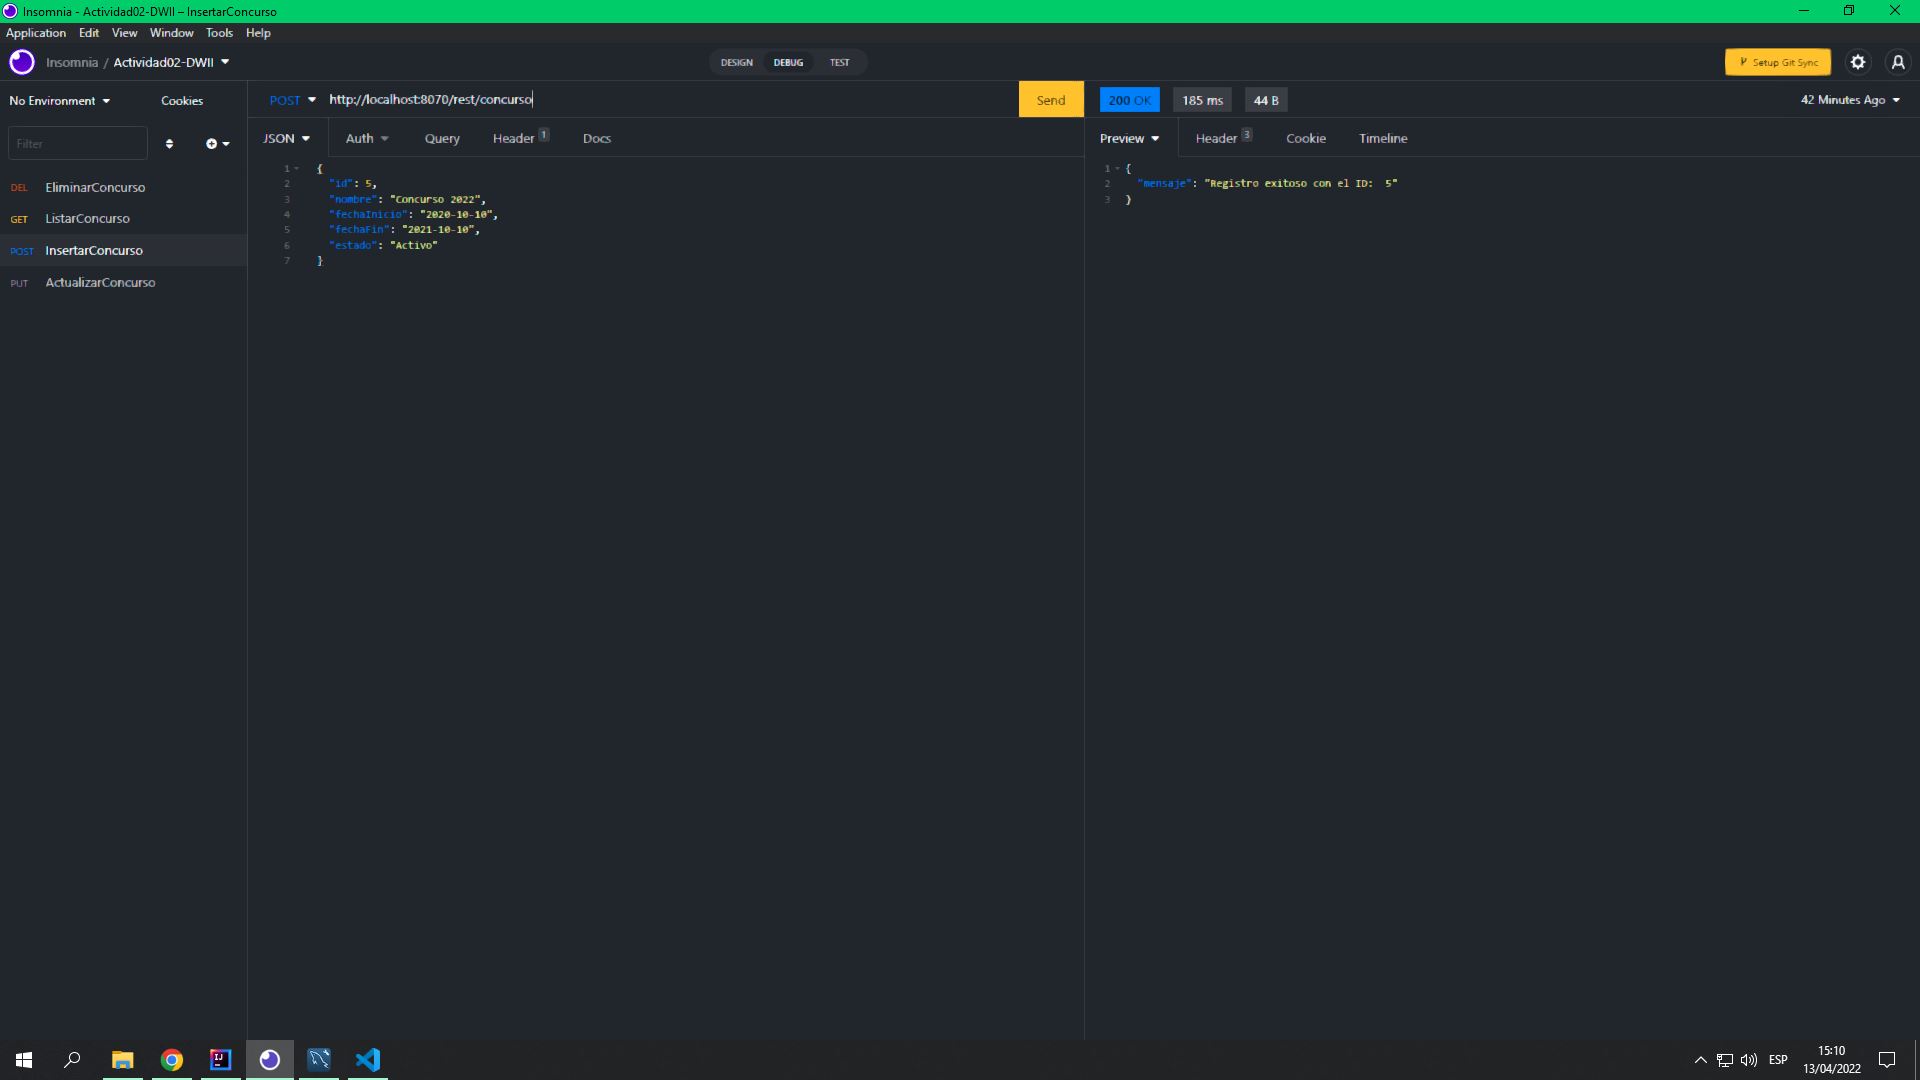 Insomnia - Actividad02-DWII – InsertarConcurso
Application Edit View Window Tools Help
Insomnia / Actividad02-DWII
DESIGN DEBUG TEST
Setup Git Sync
No Environment Cookies
POST http://localhost:8070/rest/concurso
Send
200 OK 185 ms 44 B
42 Minutes Ago
Filter
JSON Auth Query Header 1 Docs
Preview Header 3 Cookie Timeline
DEL EliminarConcurso
GET ListarConcurso
POST InsertarConcurso
PUT ActualizarConcurso
1 {
2 "id": 5,
3 "nombre": "Concurso 2022",
4 "fechaInicio": "2020-10-10",
5 "fechaFin": "2021-10-10",
6 "estado": "Activo"
7 }
1 {
2 "mensaje": "Registro exitoso con el ID:  5"
3 }
IJ
ESP
15:10
13/04/2022